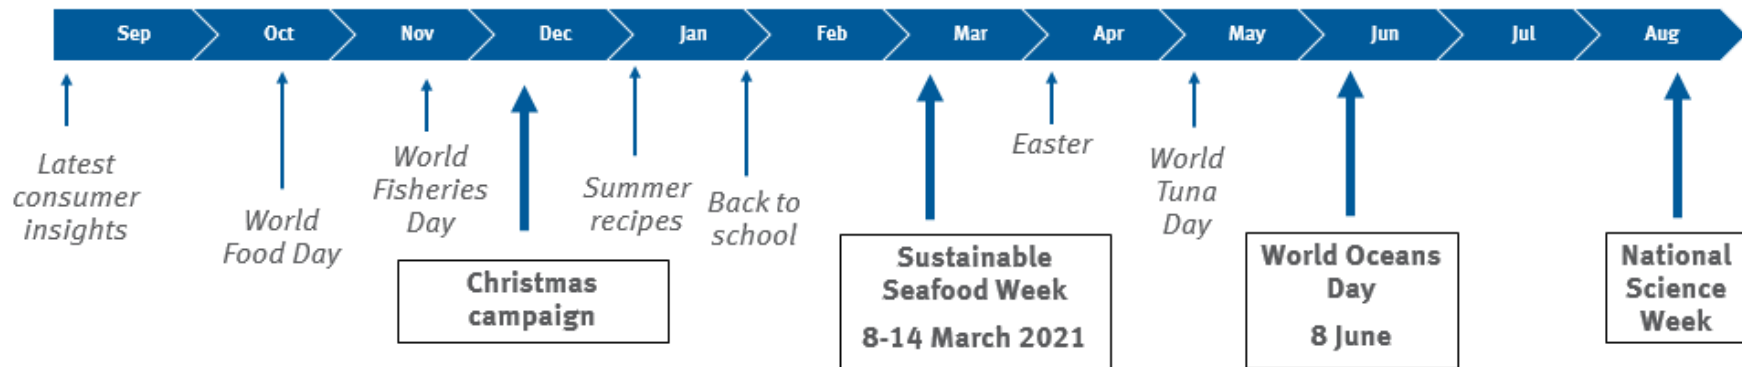 Sep Oct Nov Dec Jan Feb Mar Apr May Jun Jul Aug
Latest
consumer
insights
World
Food Day
World
Fisheries
Day
Christmas
campaign
Summer
recipes
Back to
school
Sustainable
Seafood Week
8-14 March 2021
Easter
World
Tuna
Day
World Oceans
Day
8 June
National
Science
Week